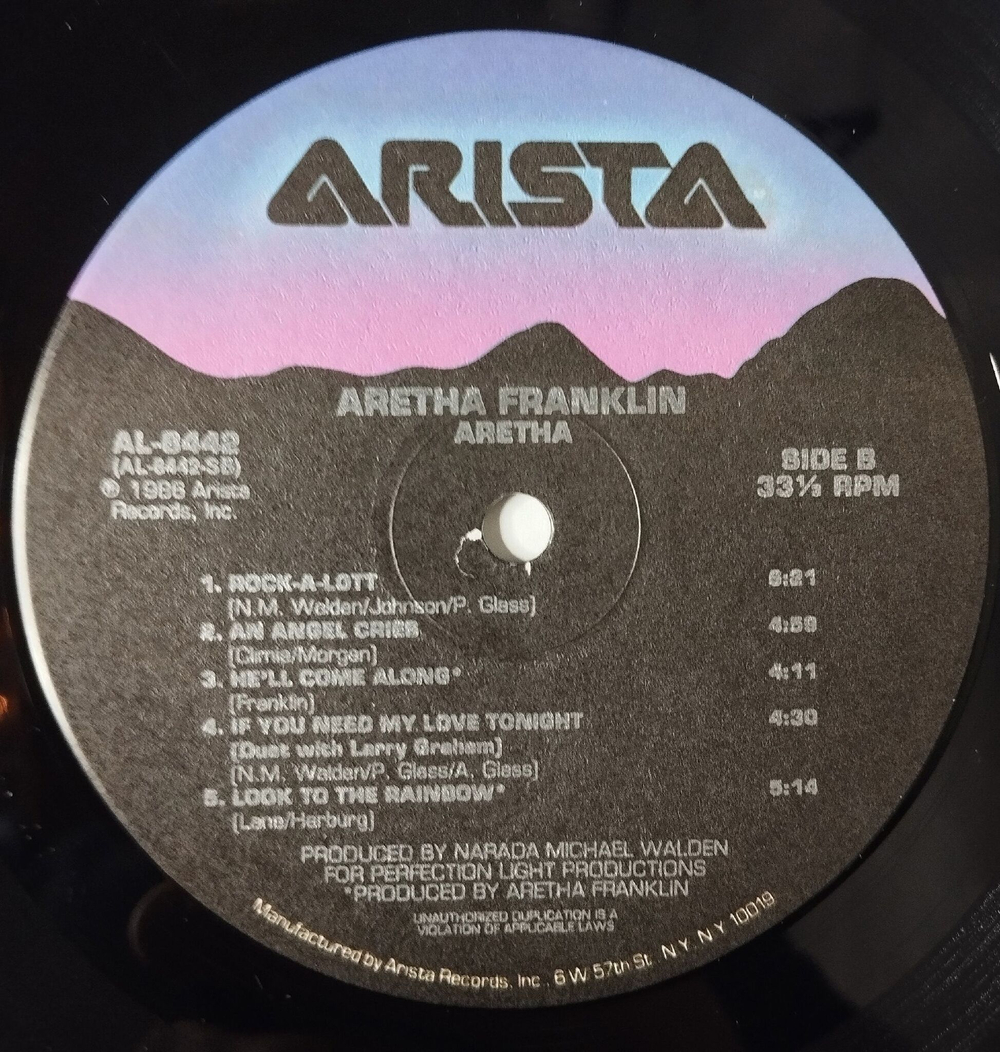 ARISTA
ARETHA FRANKLIN
ARETHA
AL-8442
(AL-8442-SB)
℗ 1986 Arista
Records, Inc.
SIDE B
33⅓ RPM
1. ROCK-A-LOTT 6:21
(N.M. Walden/Johnson/P. Glass)
2. AN ANGEL CRIES 4:59
(Climie/Morgan)
3. HE'LL COME ALONG* 4:11
(Franklin)
4. IF YOU NEED MY LOVE TONIGHT 4:30
(Duet with Larry Graham)
(N.M. Walden/P. Glass/A. Glass)
5. LOOK TO THE RAINBOW* 5:14
(Lane/Harburg)
PRODUCED BY NARADA MICHAEL WALDEN
FOR PERFECTION LIGHT PRODUCTIONS
*PRODUCED BY ARETHA FRANKLIN
UNAUTHORIZED DUPLICATION IS A
VIOLATION OF APPLICABLE LAWS
Manufactured by Arista Records, Inc., 6 W 57th St. N Y N Y 10019